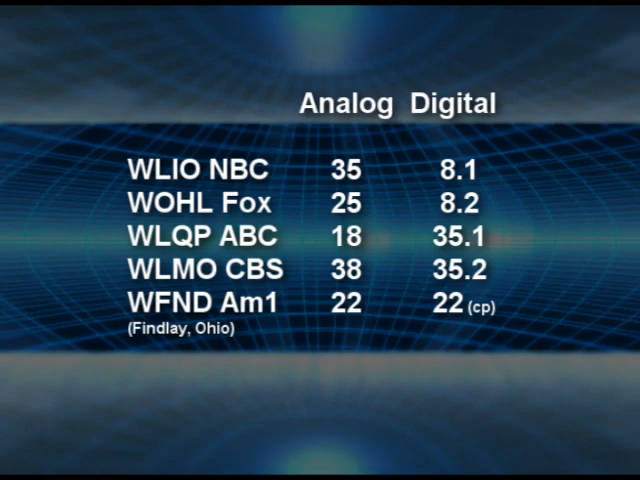 Analog Digital
WLIO NBC 35 8.1
WOHL Fox 25 8.2
WLQP ABC 18 35.1
WLMO CBS 38 35.2
WFND Am1 22 22 (cp)
(Findlay, Ohio)